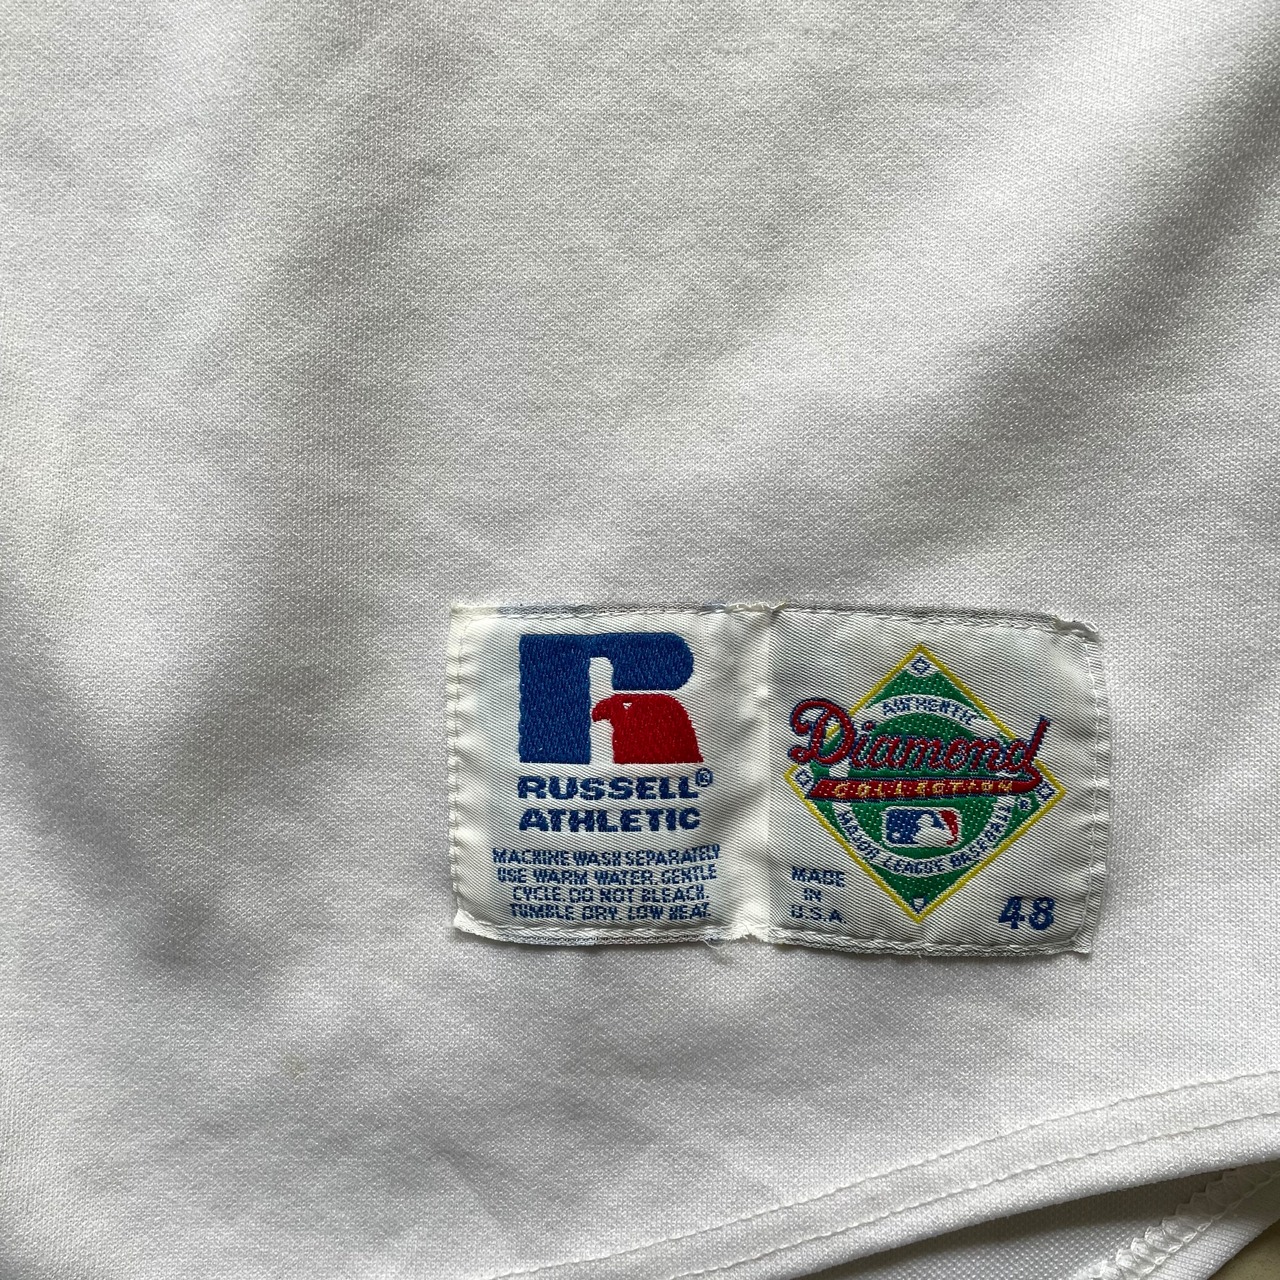 RUSSELL®
ATHLETIC
MACHINE WASH SEPARATELY
USE WARM WATER, GENTLE
CYCLE. DO NOT BLEACH.
TUMBLE DRY, LOW HEAT.
AUTHENTIC
Diamond
COLLECTION
MAJOR LEAGUE BASEBALL®
MADE
IN
U.S.A
48